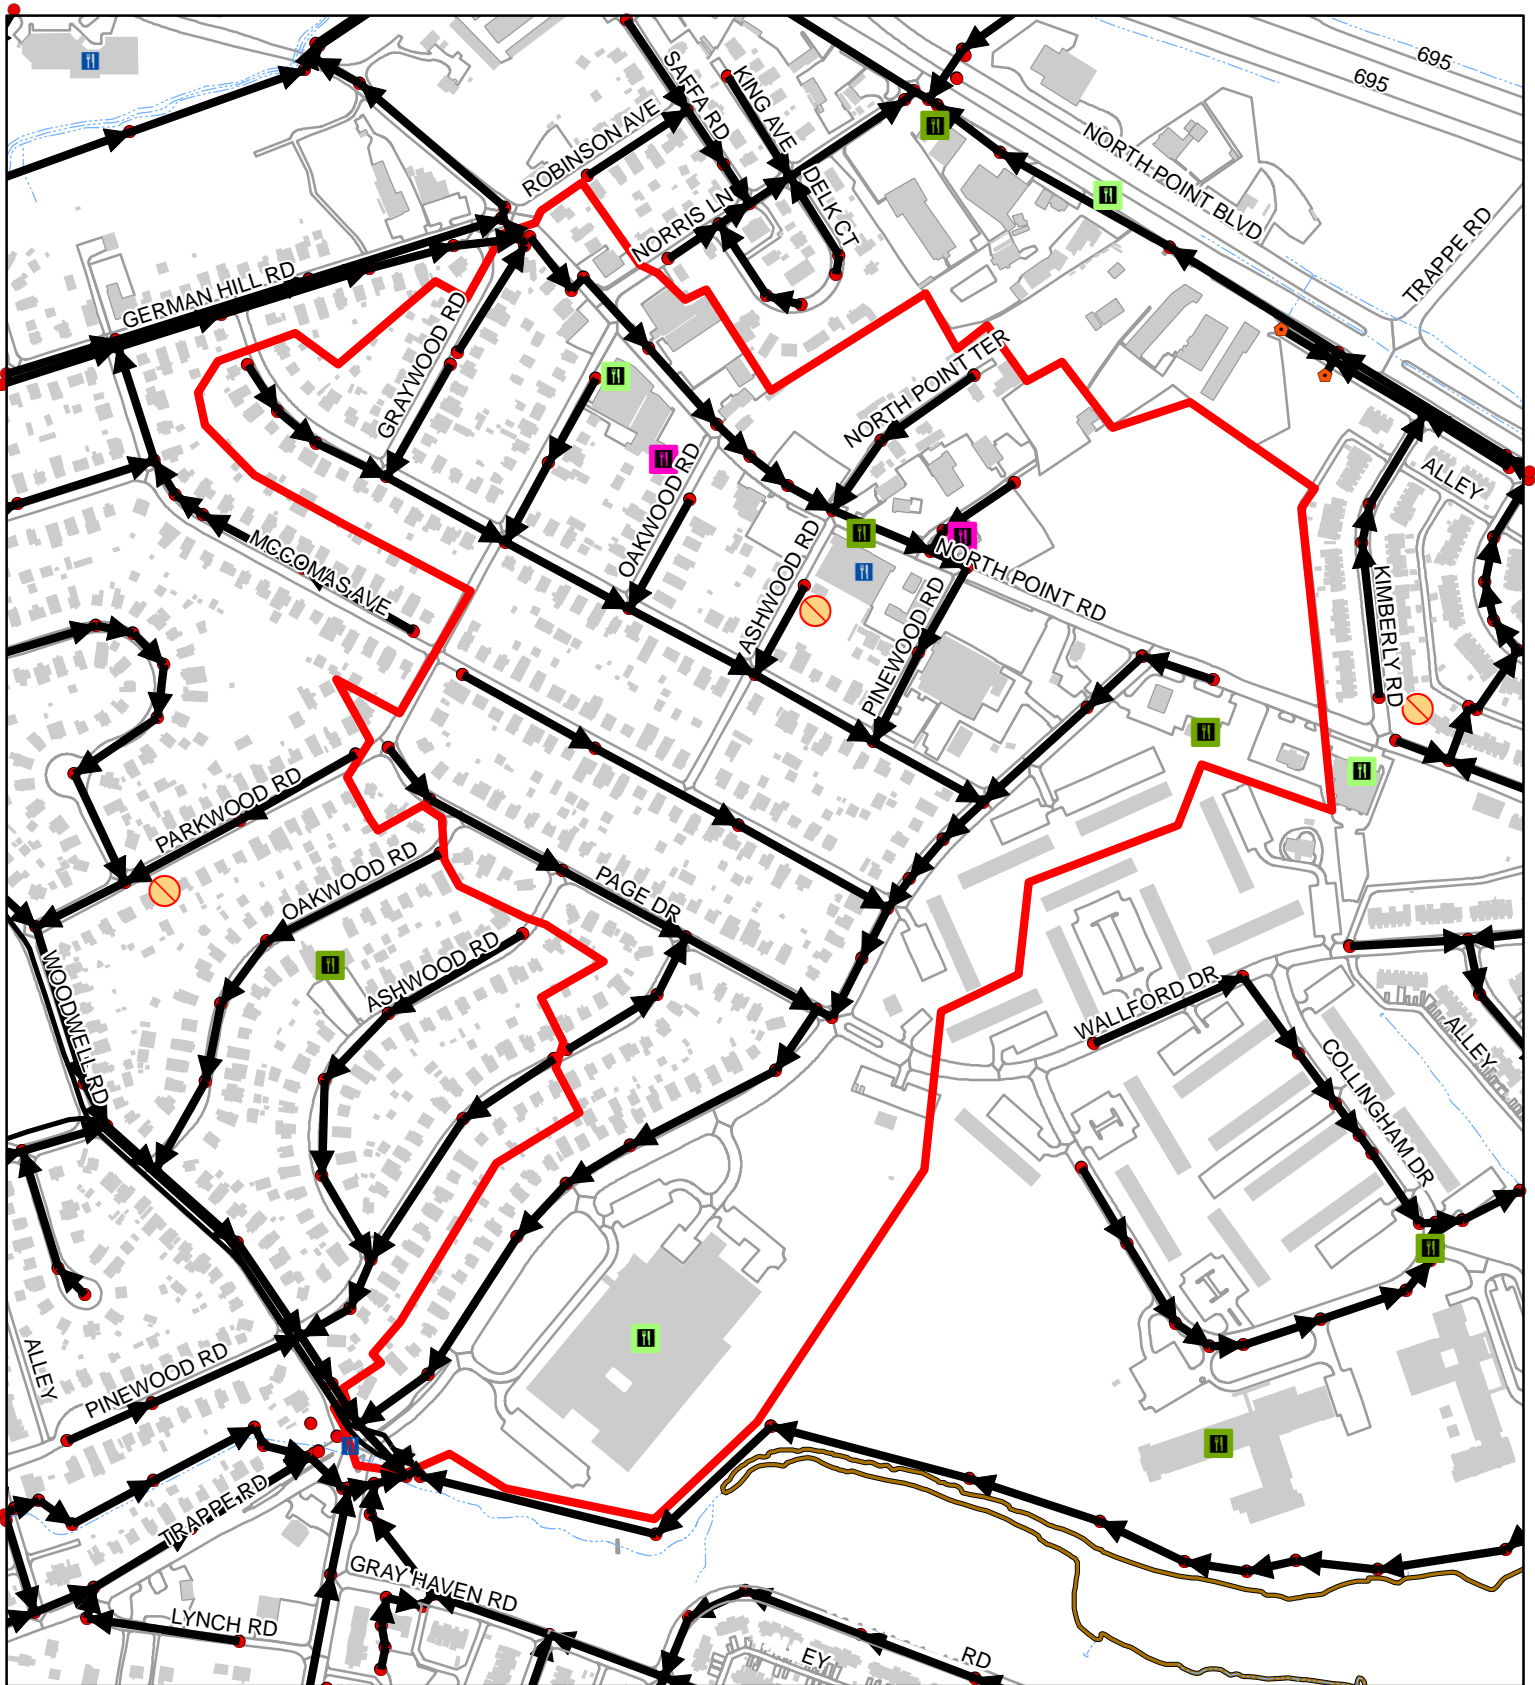 695
695
SAFFA RD
KING AVE
ROBINSON AVE
NORTH POINT BLVD
DELK CT
NORRIS LN
TRAPPE RD
GERMAN HILL RD
GRAYWOOD RD
NORTH POINT TER
OAKWOOD RD
ALLEY
MCCOMAS AVE
ASHWOOD RD
NORTH POINT RD
PINEWOOD RD
KIMBERLY RD
PARKWOOD RD
OAKWOOD RD
PAGE DR
ASHWOOD RD
WOODWELL RD
WALLFORD DR
COLLINGHAM DR
ALLEY
ALLEY
PINEWOOD RD
TRAPPE RD
GRAY HAVEN RD
LYNCH RD
EY
RD